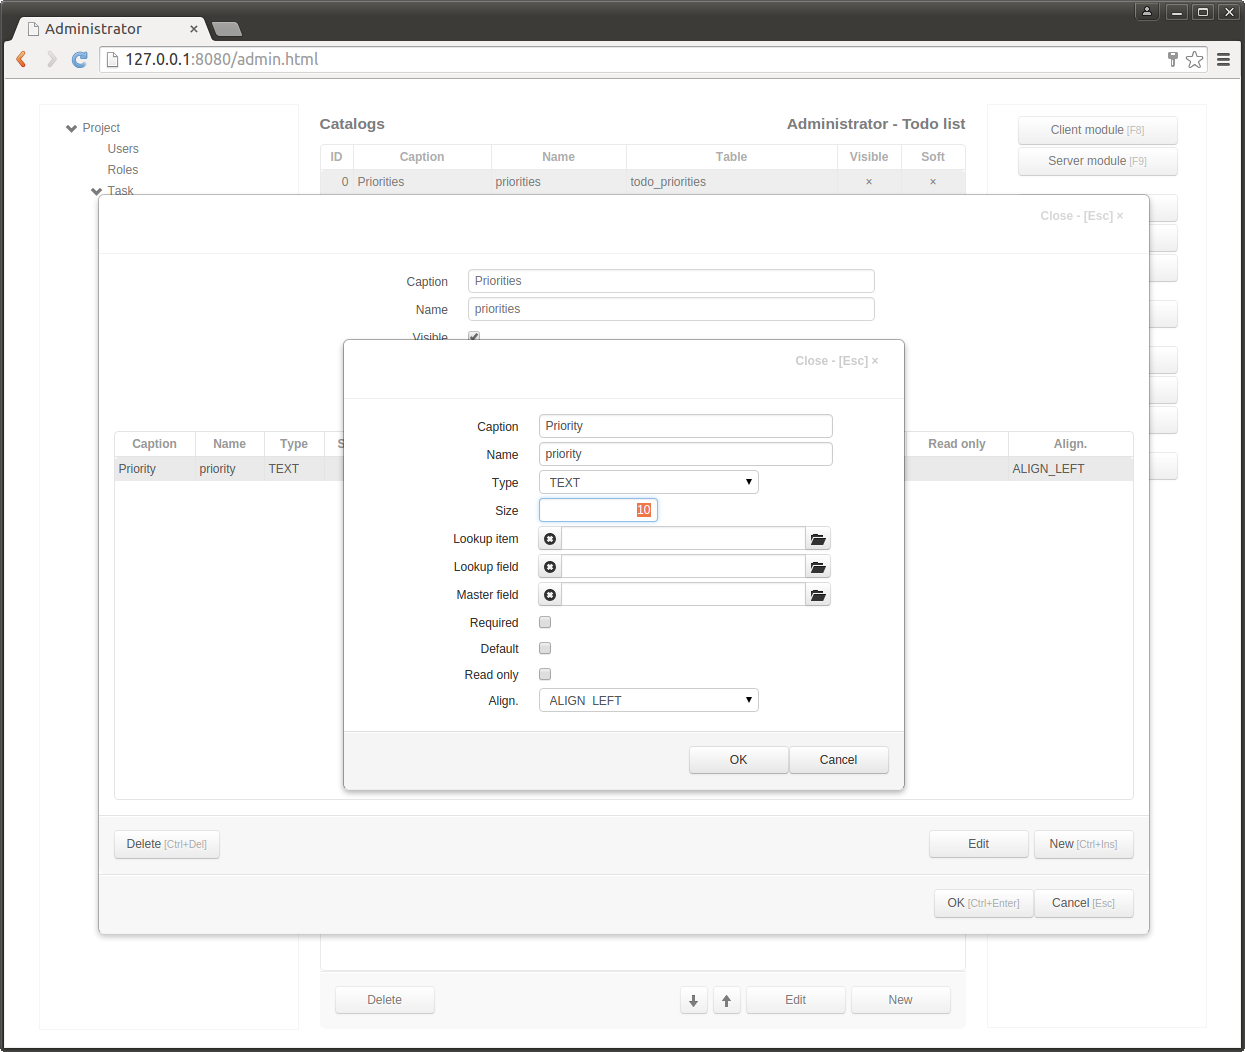 Administrator ×
127.0.0.1:8080/admin.html
Project
Users
Roles
Task
Catalogs
Administrator - Todo list
ID Caption Name Table Visible Soft
0 Priorities priorities todo_priorities × ×
Client module [F8]
Server module [F9]
Close - [Esc] ×
Caption Priorities
Name priorities
Visible
Caption Name Type S Read only Align.
Priority priority TEXT ALIGN_LEFT
Close - [Esc] ×
Caption Priority
Name priority
Type TEXT
Size 10
Lookup item
Lookup field
Master field
Required
Default
Read only
Align. ALIGN_LEFT
OK Cancel
Delete [Ctrl+Del] Edit New [Ctrl+Ins]
OK [Ctrl+Enter] Cancel [Esc]
Delete Edit New